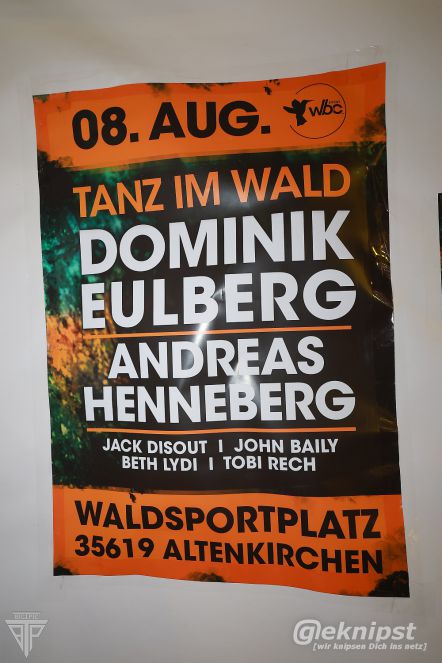 08. AUG.
wbc
TANZ IM WALD
DOMINIK
EULBERG
ANDREAS
HENNEBERG
JACK DISOUT | JOHN BAILY
BETH LYDI | TOBI RECH
WALDSPORTPLATZ
35619 ALTENKIRCHEN
@eknipst
[wir knipsen Dich ins netz]